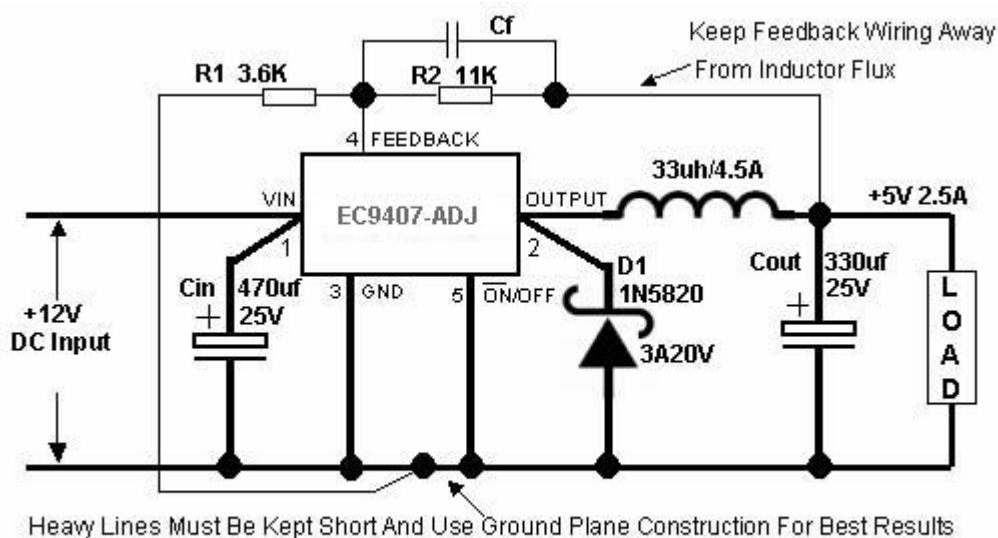 Cf
Keep Feedback Wiring Away
From Inductor Flux
R1 3.6K
R2 11K
4 FEEDBACK
33uh/4.5A
VIN
EC9407-ADJ
OUTPUT
+5V 2.5A
1
2
D1
1N5820
3A20V
Cin
470uf
25V
+
3 GND
5 ON/OFF
Cout
330uf
25V
+
LOAD
+12V
DC Input
Heavy Lines Must Be Kept Short And Use Ground Plane Construction For Best Results